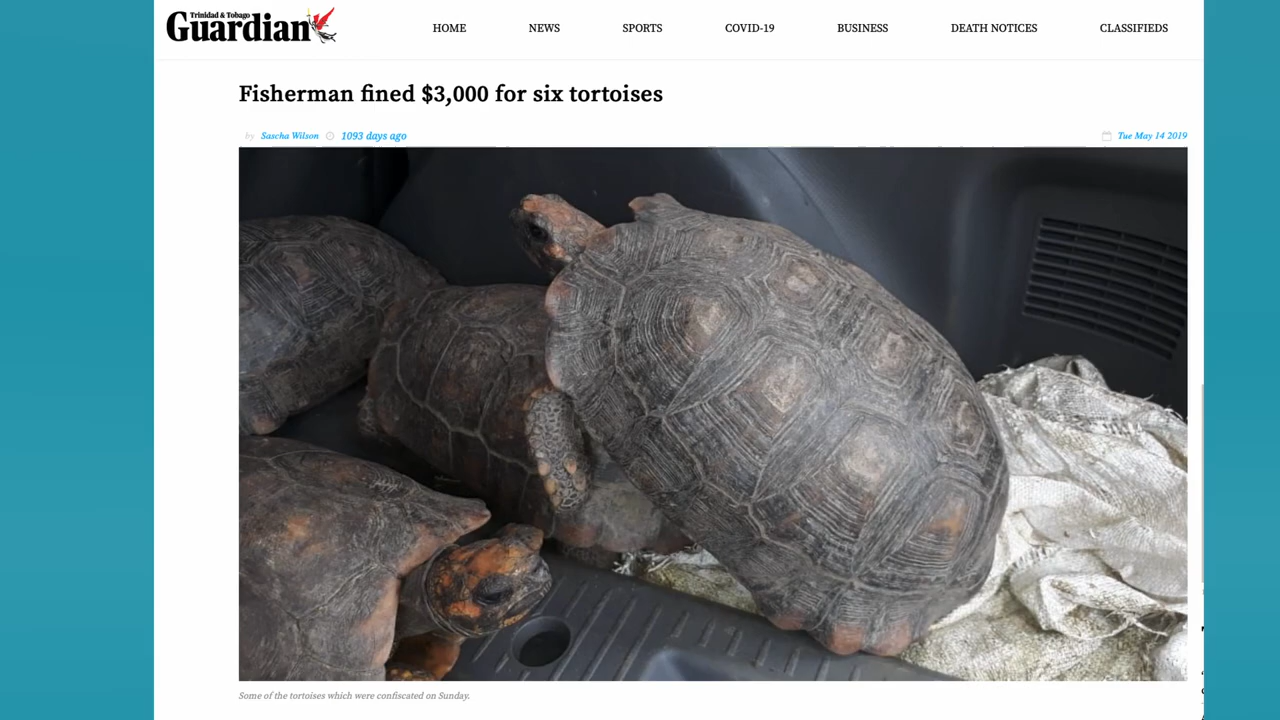 Trinidad & Tobago
Guardian
HOME NEWS SPORTS COVID-19 BUSINESS DEATH NOTICES CLASSIFIEDS
Fisherman fined $3,000 for six tortoises
by Sascha Wilson 1093 days ago Tue May 14 2019
Some of the tortoises which were confiscated on Sunday.